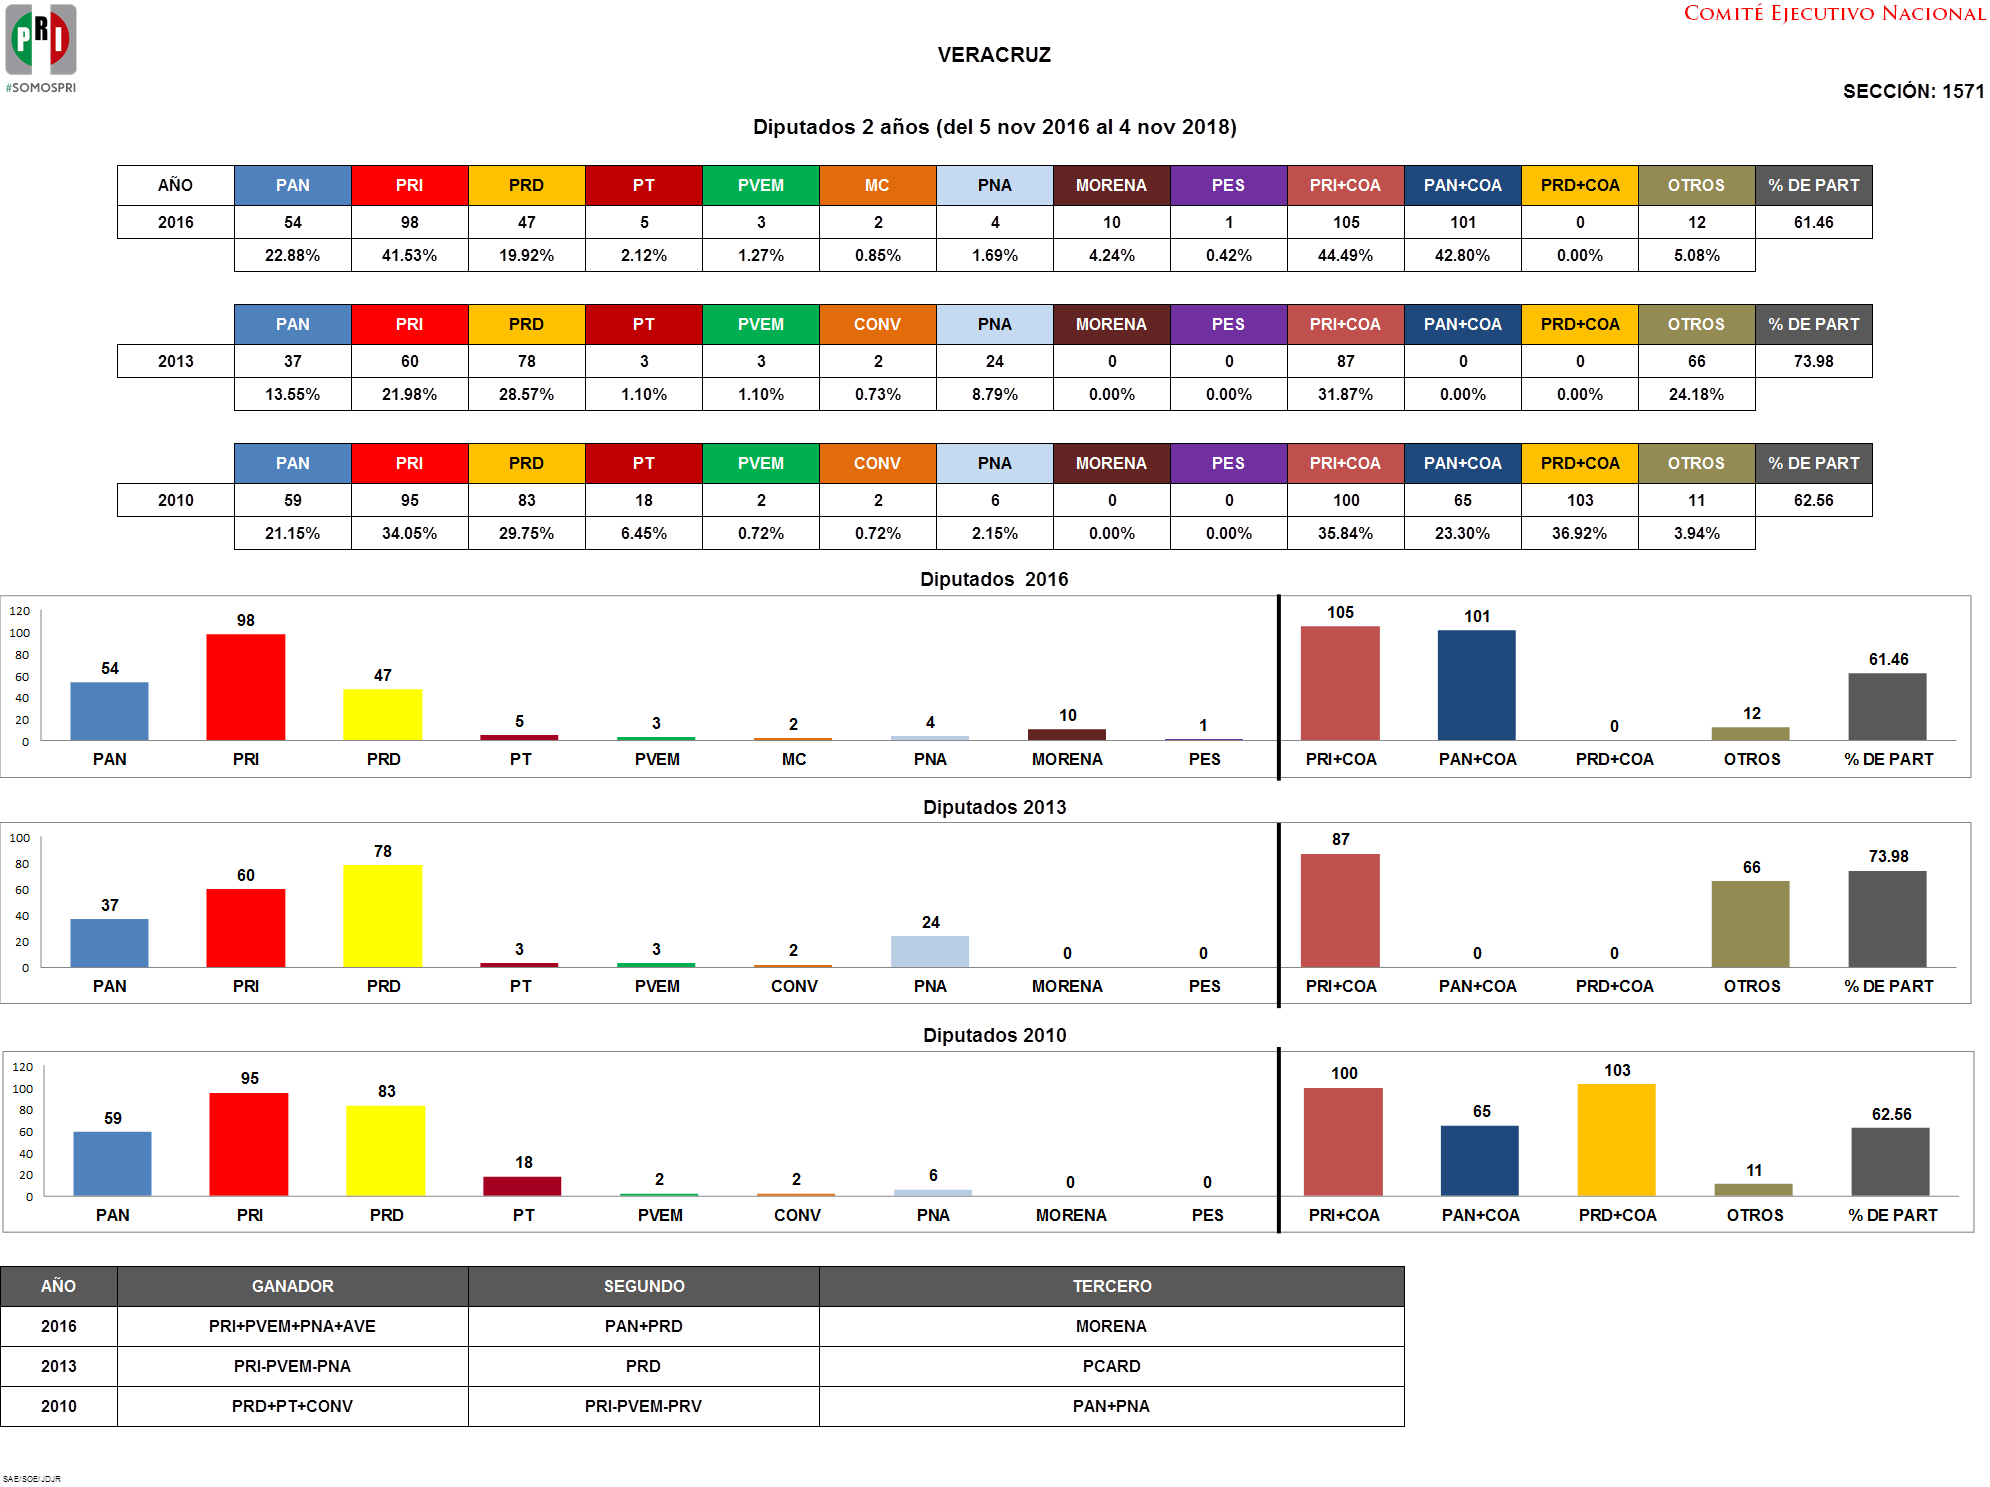 PRI
#SOMOSPRI
COMITÉ EJECUTIVO NACIONAL
VERACRUZ
SECCIÓN: 1571
Diputados 2 años (del 5 nov 2016 al 4 nov 2018)
AÑO PAN PRI PRD PT PVEM MC PNA MORENA PES PRI+COA PAN+COA PRD+COA OTROS % DE PART
2016 54 98 47 5 3 2 4 10 1 105 101 0 12 61.46
22.88% 41.53% 19.92% 2.12% 1.27% 0.85% 1.69% 4.24% 0.42% 44.49% 42.80% 0.00% 5.08%
PAN PRI PRD PT PVEM CONV PNA MORENA PES PRI+COA PAN+COA PRD+COA OTROS % DE PART
2013 37 60 78 3 3 2 24 0 0 87 0 0 66 73.98
13.55% 21.98% 28.57% 1.10% 1.10% 0.73% 8.79% 0.00% 0.00% 31.87% 0.00% 0.00% 24.18%
PAN PRI PRD PT PVEM CONV PNA MORENA PES PRI+COA PAN+COA PRD+COA OTROS % DE PART
2010 59 95 83 18 2 2 6 0 0 100 65 103 11 62.56
21.15% 34.05% 29.75% 6.45% 0.72% 0.72% 2.15% 0.00% 0.00% 35.84% 23.30% 36.92% 3.94%
Diputados 2016
120
100
80
60
40
20
0
54 98 47 5 3 2 4 10 1 105 101 0 12 61.46
PAN PRI PRD PT PVEM MC PNA MORENA PES PRI+COA PAN+COA PRD+COA OTROS % DE PART
Diputados 2013
100
80
60
40
20
0
37 60 78 3 3 2 24 0 0 87 0 0 66 73.98
PAN PRI PRD PT PVEM CONV PNA MORENA PES PRI+COA PAN+COA PRD+COA OTROS % DE PART
Diputados 2010
120
100
80
60
40
20
0
59 95 83 18 2 2 6 0 0 100 65 103 11 62.56
PAN PRI PRD PT PVEM CONV PNA MORENA PES PRI+COA PAN+COA PRD+COA OTROS % DE PART
AÑO GANADOR SEGUNDO TERCERO
2016 PRI+PVEM+PNA+AVE PAN+PRD MORENA
2013 PRI-PVEM-PNA PRD PCARD
2010 PRD+PT+CONV PRI-PVEM-PRV PAN+PNA
SAE/SOE/JDJR